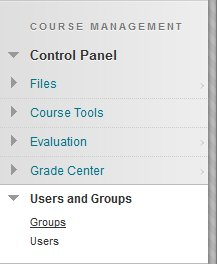 COURSE MANAGEMENT
Control Panel
Files
Course Tools
Evaluation
Grade Center
Users and Groups
Groups
Users